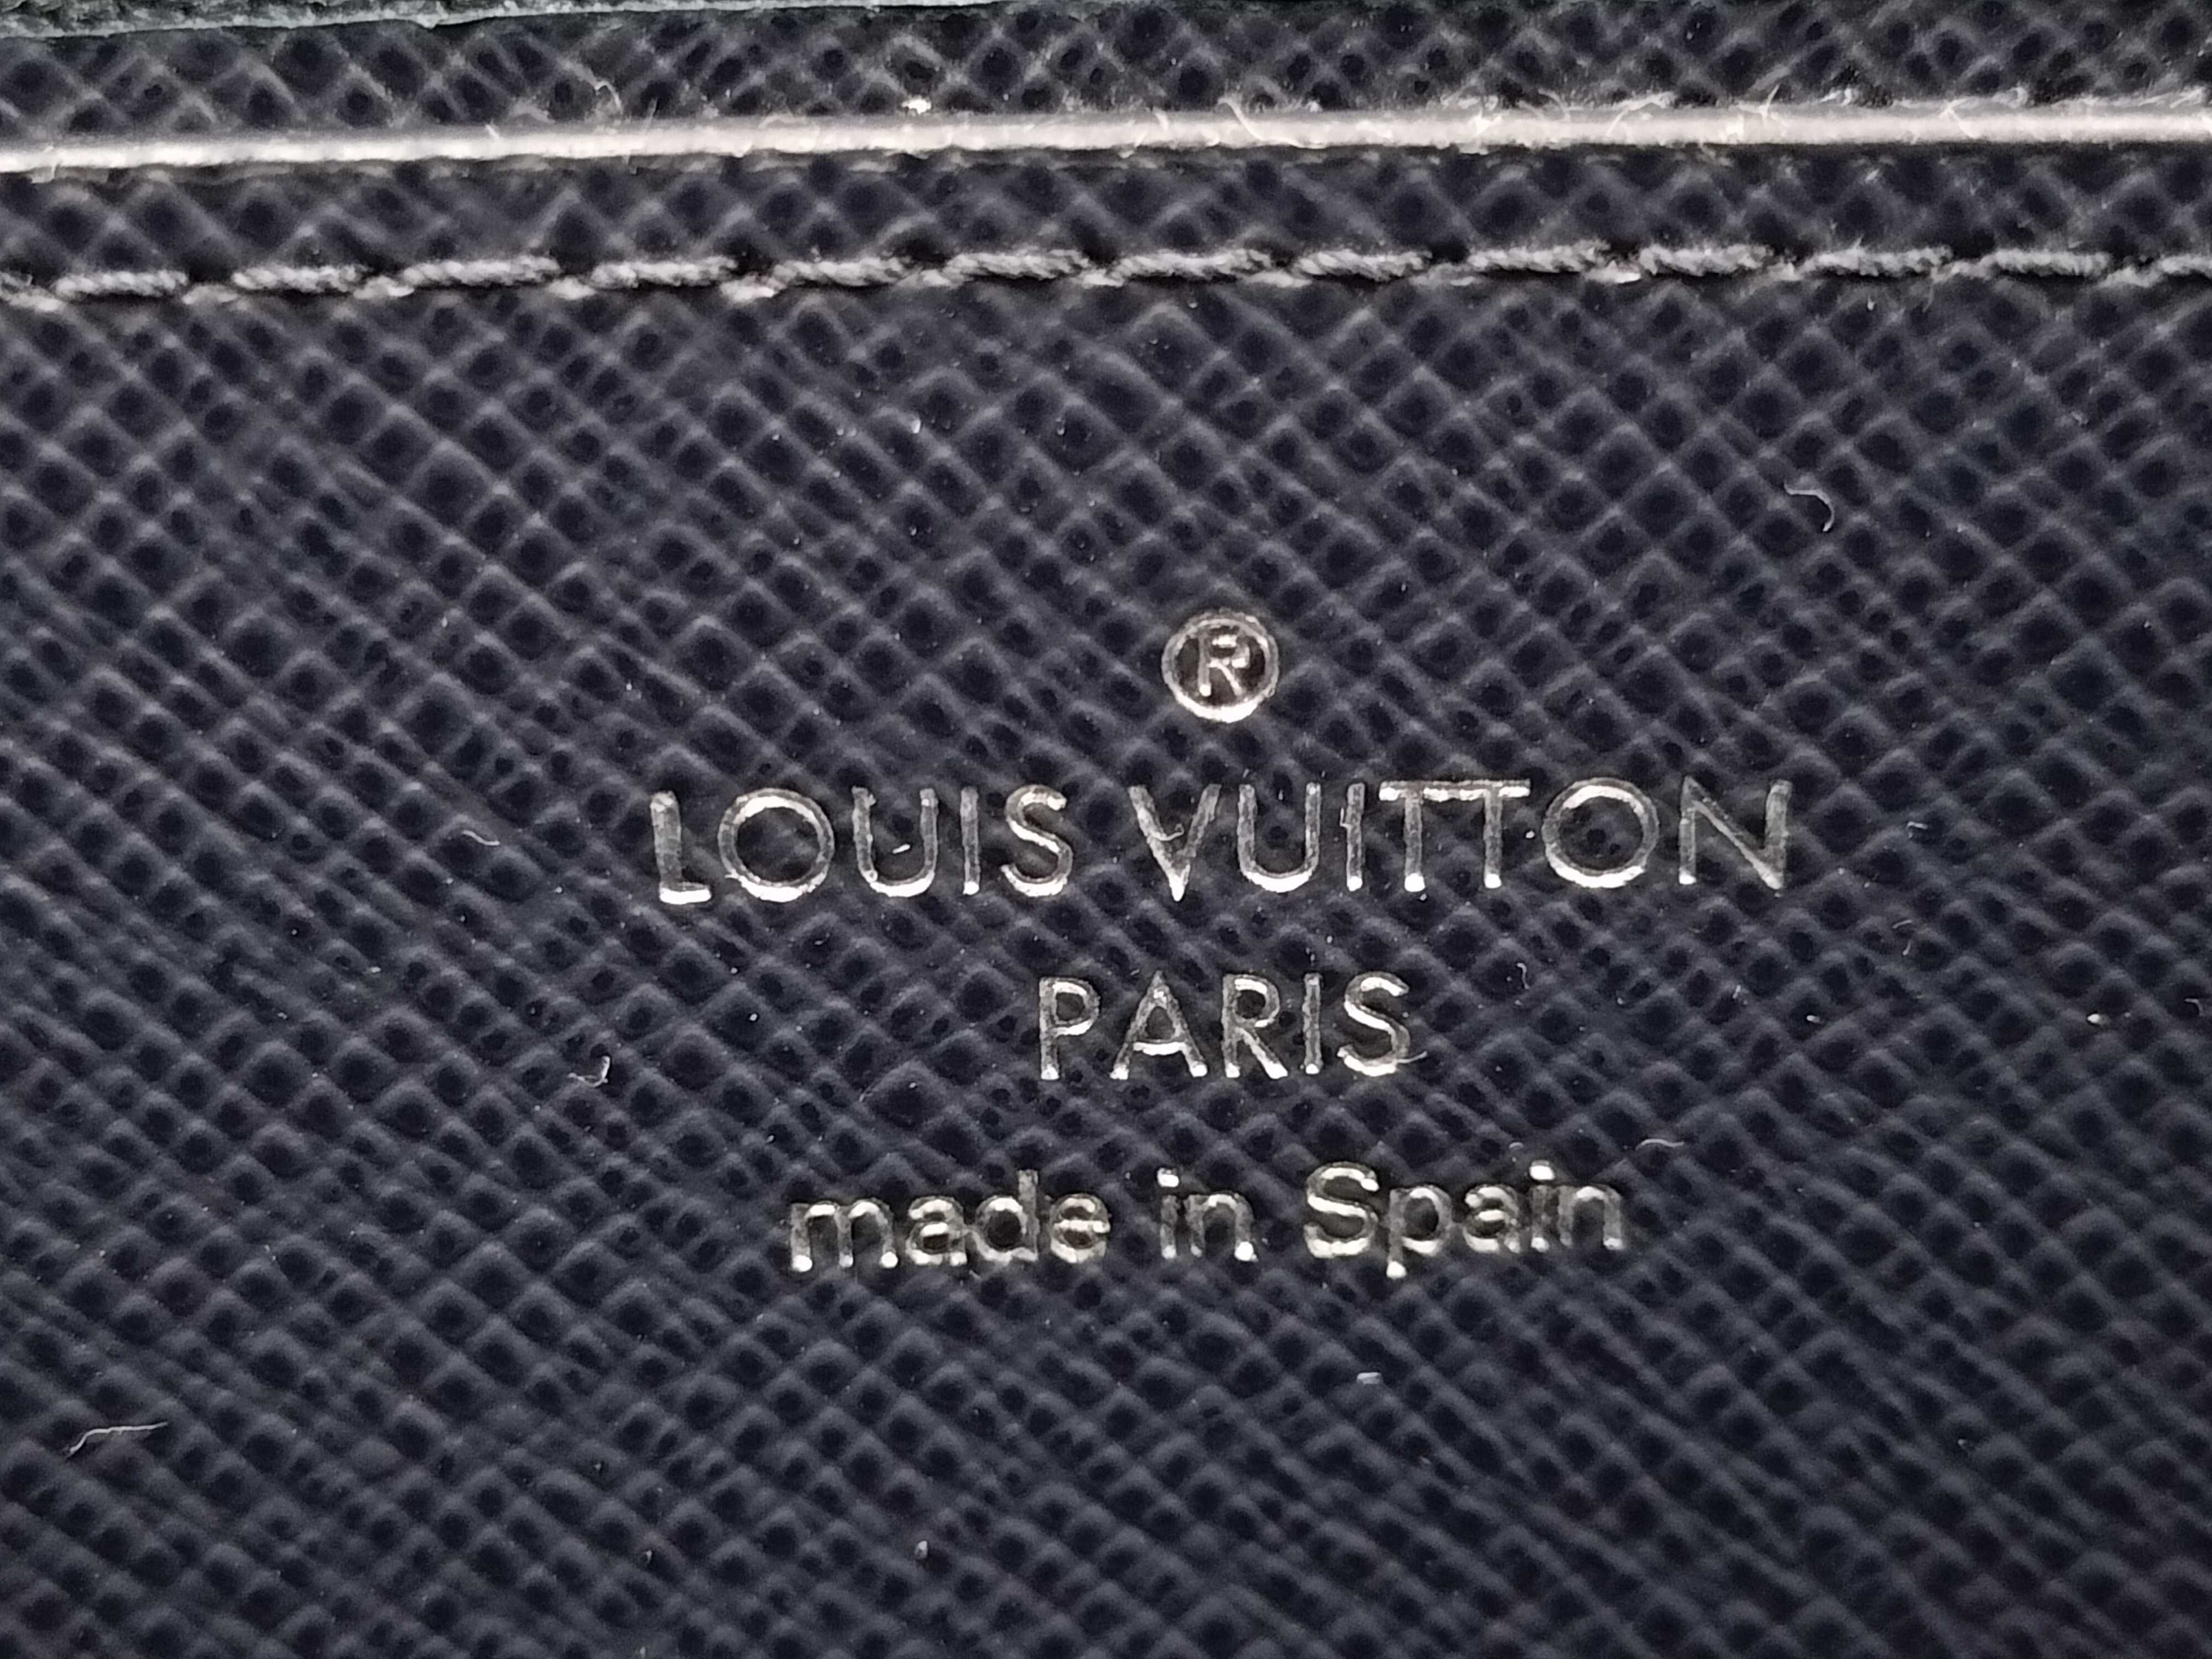 ®
LOUIS VUITTON
PARIS
made in Spain